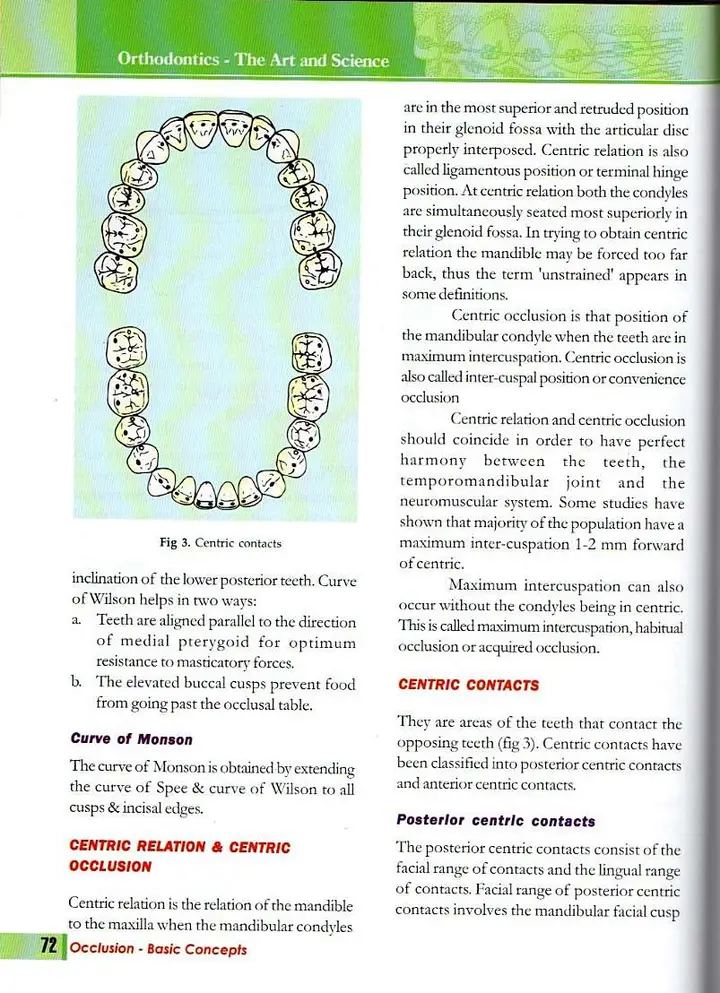 Orthodontics - The Art and Science
Fig 3. Centric contacts
inclination of the lower posterior teeth. Curve
of Wilson helps in two ways:
a. Teeth are aligned parallel to the direction
of medial pterygoid for optimum
resistance to masticatory forces.
b. The elevated buccal cusps prevent food
from going past the occlusal table.
Curve of Monson
The curve of Monson is obtained by extending
the curve of Spee & curve of Wilson to all
cusps & incisal edges.
CENTRIC RELATION & CENTRIC
OCCLUSION
Centric relation is the relation of the mandible
to the maxilla when the mandibular condyles
are in the most superior and retruded position
in their glenoid fossa with the articular disc
properly interposed. Centric relation is also
called ligamentous position or terminal hinge
position. At centric relation both the condyles
are simultaneously seated most superiorly in
their glenoid fossa. In trying to obtain centric
relation the mandible may be forced too far
back, thus the term 'unstrained' appears in
some definitions.
Centric occlusion is that position of
the mandibular condyle when the teeth are in
maximum intercuspation. Centric occlusion is
also called inter-cuspal position or convenience
occlusion
Centric relation and centric occlusion
should coincide in order to have perfect
harmony between the teeth, the
temporomandibular joint and the
neuromuscular system. Some studies have
shown that majority of the population have a
maximum inter-cuspation 1-2 mm forward
of centric.
Maximum intercuspation can also
occur without the condyles being in centric.
This is called maximum intercuspation, habitual
occlusion or acquired occlusion.
CENTRIC CONTACTS
They are areas of the teeth that contact the
opposing teeth (fig 3). Centric contacts have
been classified into posterior centric contacts
and anterior centric contacts.
Posterior centric contacts
The posterior centric contacts consist of the
facial range of contacts and the lingual range
of contacts. Facial range of posterior centric
contacts involves the mandibular facial cusp
72 Occlusion - Basic Concepts